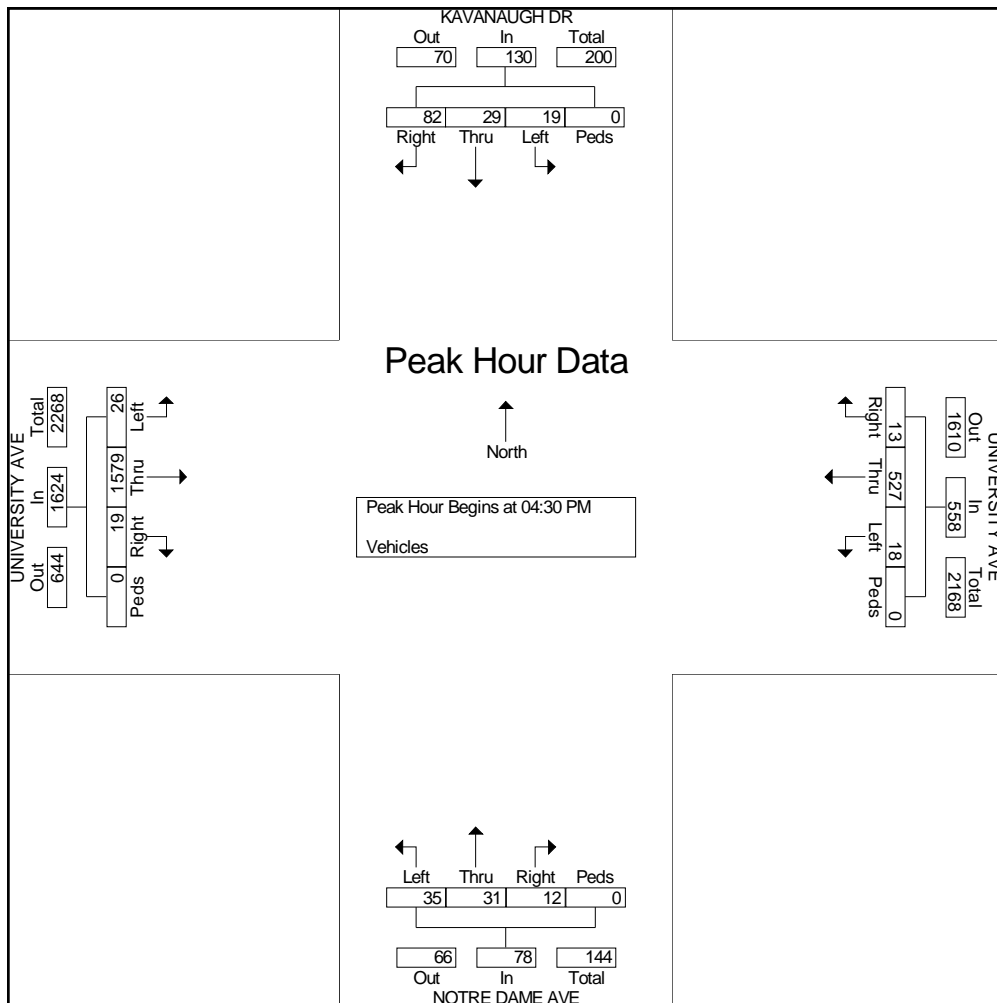 KAVANAUGH DR
Out In Total
70 130 200
82 29 19 0
Right Thru Left Peds
Peak Hour Data
North
Peak Hour Begins at 04:30 PM
Vehicles
UNIVERSITY AVE
Out In Total
644 1624 2268
0 19 1579 26
Peds Right Thru Left
UNIVERSITY AVE
Out In Total
1610 558 2168
13 527 18 0
Right Thru Left Peds
Left Thru Right Peds
35 31 12 0
66 78 144
Out In Total
NOTRE DAME AVE